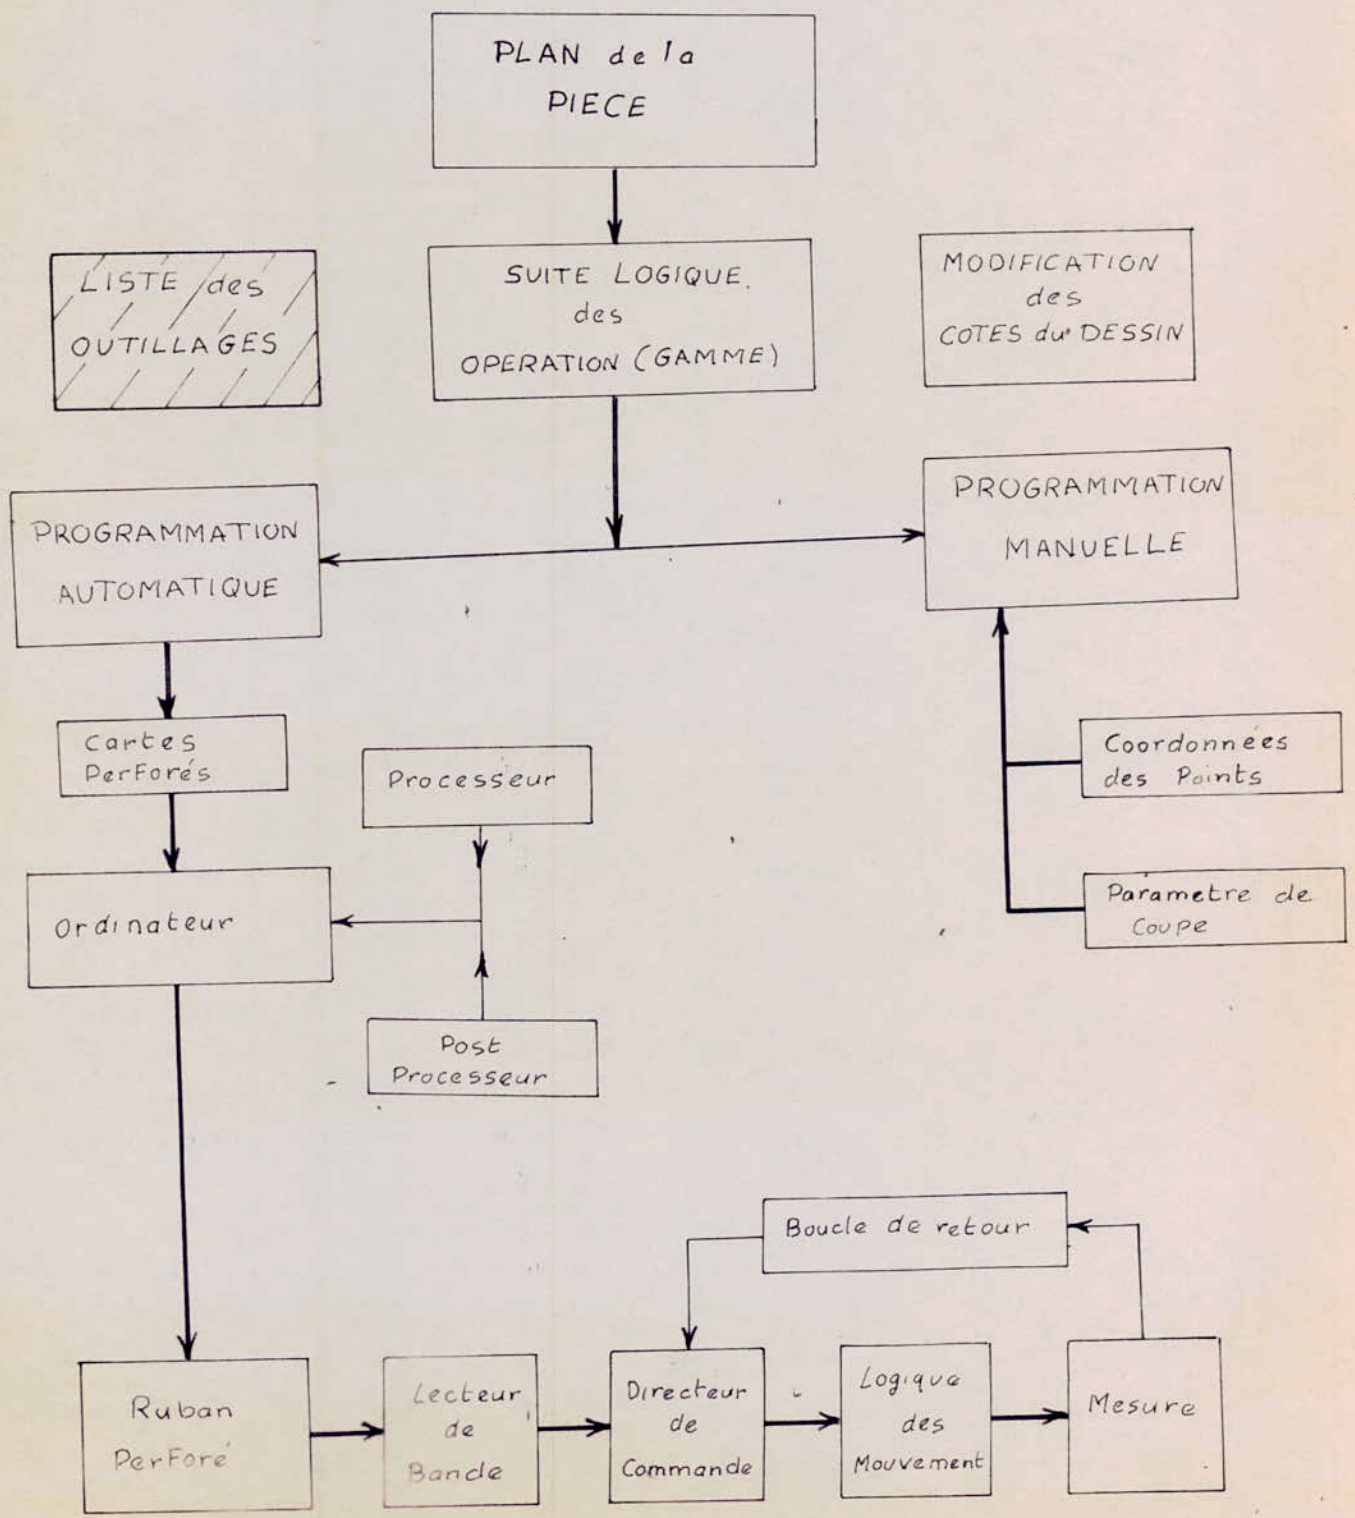 PLAN de la
PIECE
LISTE des
OUTILLAGES
SUITE LOGIQUE
des
OPERATION (GAMME)
MODIFICATION
des
COTES du DESSIN
PROGRAMMATION
AUTOMATIQUE
PROGRAMMATION
MANUELLE
Cartes
Perforés
Processeur
Coordonnées
des Points
Ordinateur
Parametre de
Coupe
Post
Processeur
Boucle de retour
Ruban
Perforé
Lecteur
de
Bande
Directeur
de
Commande
Logique
des
Mouvement
Mesure